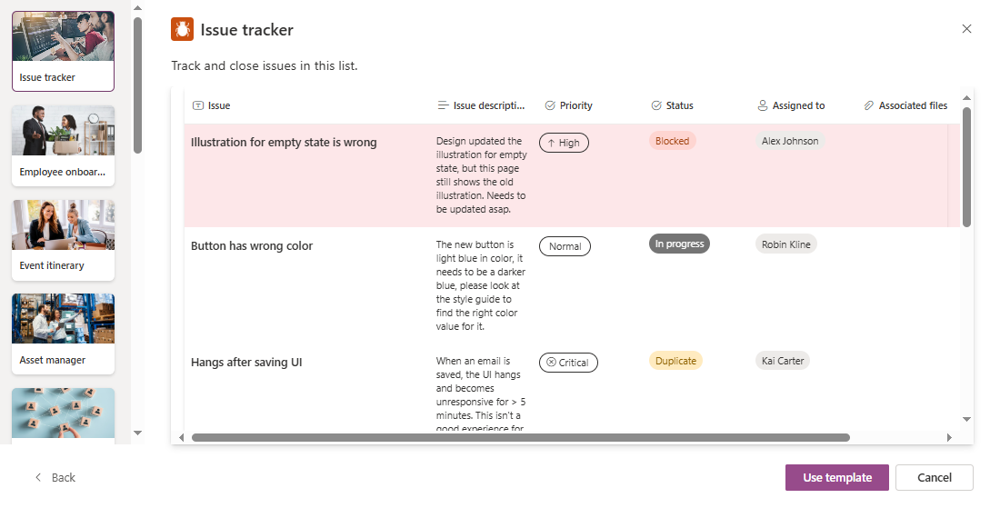 Issue tracker
Employee onboar...
Event itinerary
Asset manager
Issue tracker
Track and close issues in this list.
Issue
Issue descripti...
Priority
Status
Assigned to
Associated files
Illustration for empty state is wrong
Design updated the
illustration for empty
state, but this page
still shows the old
illustration. Needs to
be updated asap.
High
Blocked
Alex Johnson
Button has wrong color
The new button is
light blue in color, it
needs to be a darker
blue, please look at
the style guide to
find the right color
value for it.
Normal
In progress
Robin Kline
Hangs after saving UI
When an email is
saved, the UI hangs
and becomes
unresponsive for > 5
minutes. This isn't a
good experience for
Critical
Duplicate
Kai Carter
Back
Use template
Cancel